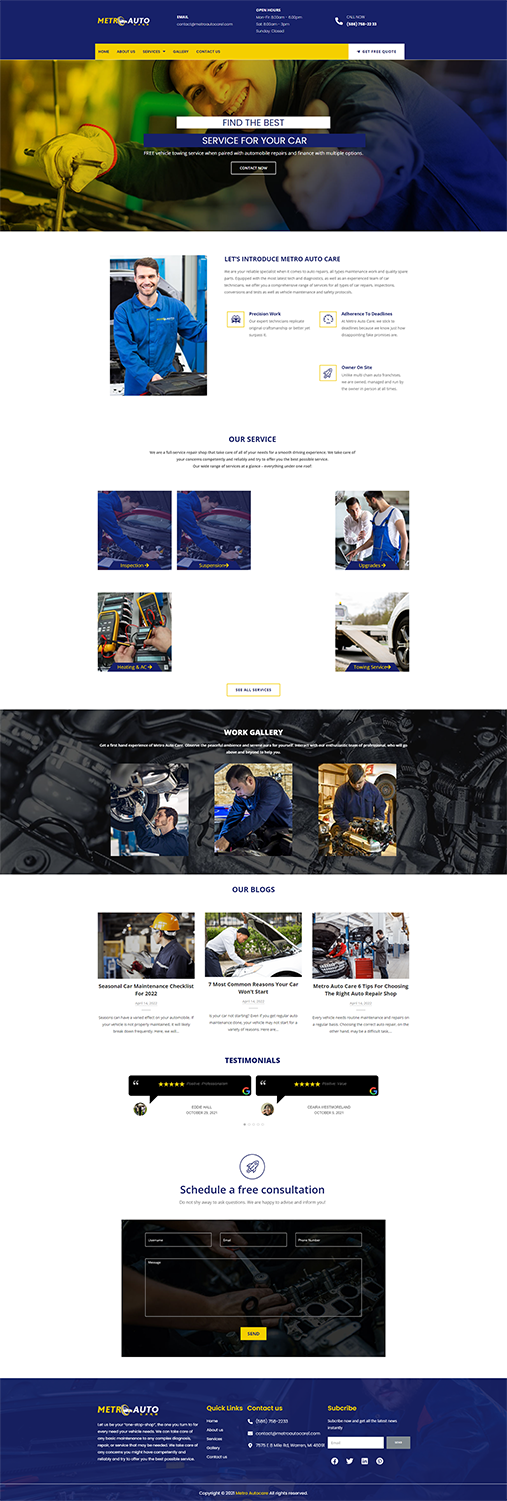 METRO AUTO
EMAIL
contact@metroautocare1.com
OPEN HOURS
Mon-Fri: 8:00am - 6:00pm
Sat: 8:00am - 3pm
Sunday: Closed
CALL NOW
(586) 756-22 33
HOME ABOUT US SERVICES GALLERY CONTACT US
GET FREE QUOTE
FIND THE BEST
SERVICE FOR YOUR CAR
FREE vehicle towing service when paired with automobile repairs and finance with multiple options.
CONTACT NOW
LET'S INTRODUCE METRO AUTO CARE
We are your reliable specialist when it comes to auto repairs, all types maintenance work and quality spare
parts. Equipped with the most latest tech and diagnostics, as well as an experienced team of car
technicians, we offer you a comprehensive range of services for all types of car repairs, inspections,
conversions and tests as well as vehicle maintenance and safety protocols.
Precision Work
Our expert technicians replicate
original craftsmanship or better yet
surpass it.
Adherence To Deadlines
At Metro Auto Care, we stick to
deadlines because we know just how
disappointing fake promises are.
Owner On Site
Unlike multi chain auto franchises,
we are owned, managed and run by
the owner in person at all times.
OUR SERVICE
We are a full-service repair shop that take care of all of your needs for a smooth driving experience. We take care of
your concerns competently and reliably and try to offer you the best possible service.
Our wide range of services at a glance - everything under one roof!
Inspection
Suspension
Upgrades
Heating & AC
Towing Service
SEE ALL SERVICES
WORK GALLERY
Get a first hand experience of Metro Auto Care. Observe the peaceful ambience and serene aura for yourself. Interact with our enthusiastic team of professional, who will go
above and beyond to help you.
OUR BLOGS
Seasonal Car Maintenance Checklist
For 2022
April 14, 2022
Seasons can have a varied effect on your automobile. If
your vehicle is not properly maintained, it will likely
break down frequently. Here, we will...
7 Most Common Reasons Your Car
Won't Start
April 14, 2022
Is your car not starting? Even if you get regular auto
maintenance done, your vehicle may not start for a
variety of reasons. Here are...
Metro Auto Care 6 Tips For Choosing
The Right Auto Repair Shop
April 14, 2022
Every vehicle needs routine maintenance and repairs on
a regular basis. Choosing the correct auto repair, on the
other hand, may be a difficult task...
TESTIMONIALS
Positive: Professionalism
EDDIE HALL
OCTOBER 29, 2021
Positive: Value
OCTOBER 5, 2021
Schedule a free consultation
Do not shy away to ask questions. We are happy to advise and inform you!
Username
Email
Phone Number
Message
SEND
METRO AUTO
Let us be your "one-stop-shop", the one you turn to for
every need your vehicle needs. We can take care of
any basic maintenance to any complex diagnosis,
repair, or service that may be needed. We take care of
any concerns you might have competently and
reliably and try to offer you the best possible service.
Quick Links
Home
About us
Services
Gallery
Contact us
Contact us
(586) 756-2233
contact@metroautocare1.com
7575 E 8 Mile Rd, Warren, MI 48091
Subcribe
Subcribe now and get all the latest news
instantly
Email
SEND
Copyright © 2021 Metro Autocare All rights reserved.